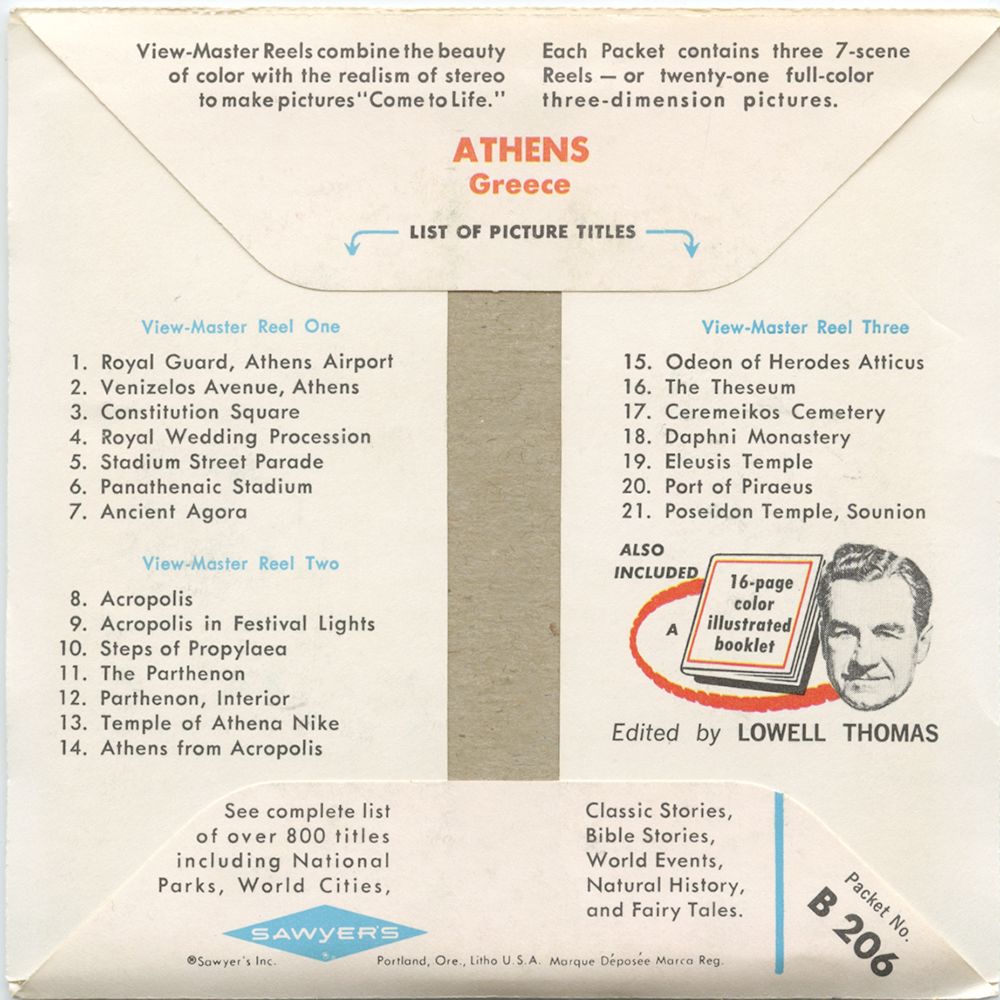 View-Master Reels combine the beauty
of color with the realism of stereo
to make pictures "Come to Life."
Each Packet contains three 7-scene
Reels — or twenty-one full-color
three-dimension pictures.
ATHENS
Greece
LIST OF PICTURE TITLES
View-Master Reel One
1. Royal Guard, Athens Airport
2. Venizelos Avenue, Athens
3. Constitution Square
4. Royal Wedding Procession
5. Stadium Street Parade
6. Panathenaic Stadium
7. Ancient Agora
View-Master Reel Two
8. Acropolis
9. Acropolis in Festival Lights
10. Steps of Propylaea
11. The Parthenon
12. Parthenon, Interior
13. Temple of Athena Nike
14. Athens from Acropolis
View-Master Reel Three
15. Odeon of Herodes Atticus
16. The Theseum
17. Ceremeikos Cemetery
18. Daphni Monastery
19. Eleusis Temple
20. Port of Piraeus
21. Poseidon Temple, Sounion
ALSO
INCLUDED
A
16-page
color
illustrated
booklet
Edited by LOWELL THOMAS
See complete list
of over 800 titles
including National
Parks, World Cities,
Classic Stories,
Bible Stories,
World Events,
Natural History,
and Fairy Tales.
SAWYER'S
®Sawyer's Inc.
Portland, Ore., Litho U.S.A. Marque Déposée Marca Reg.
Packet No.
B 206